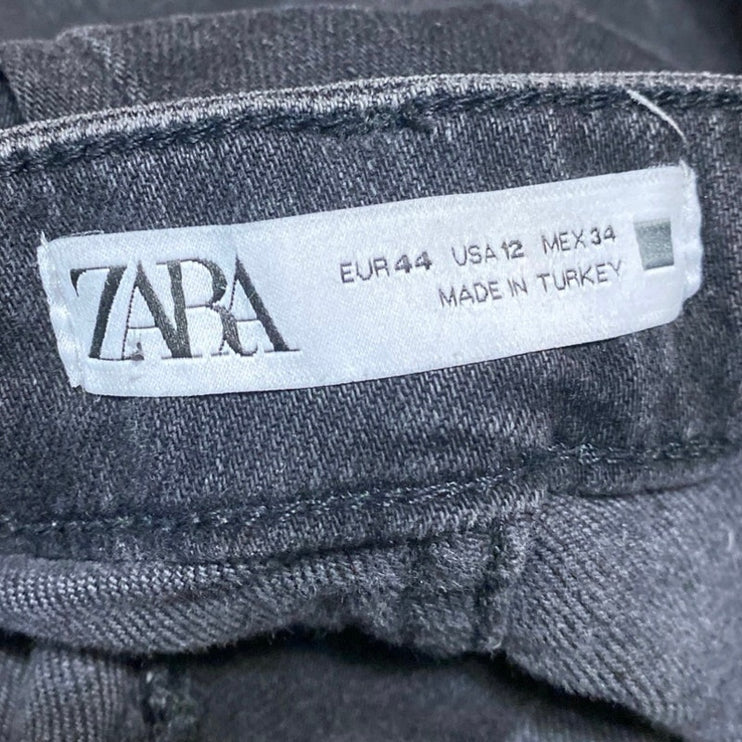 ZARA
EUR 44 USA 12 MEX 34
MADE IN TURKEY